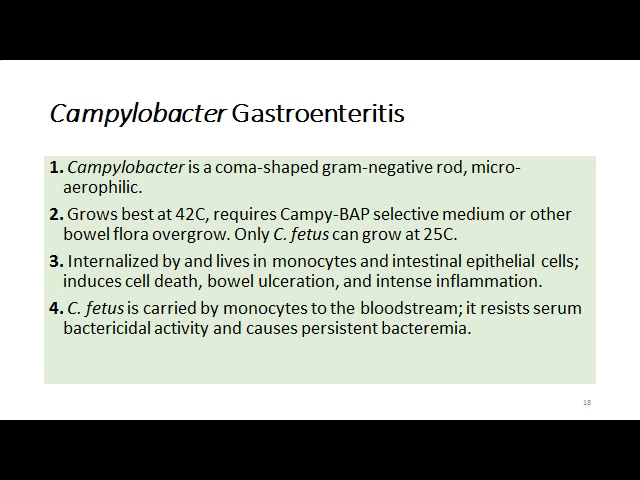 Campylobacter Gastroenteritis
1. Campylobacter is a coma-shaped gram-negative rod, micro-
aerophilic.
2. Grows best at 42C, requires Campy-BAP selective medium or other
bowel flora overgrow. Only C. fetus can grow at 25C.
3. Internalized by and lives in monocytes and intestinal epithelial cells;
induces cell death, bowel ulceration, and intense inflammation.
4. C. fetus is carried by monocytes to the bloodstream; it resists serum
bactericidal activity and causes persistent bacteremia.
18